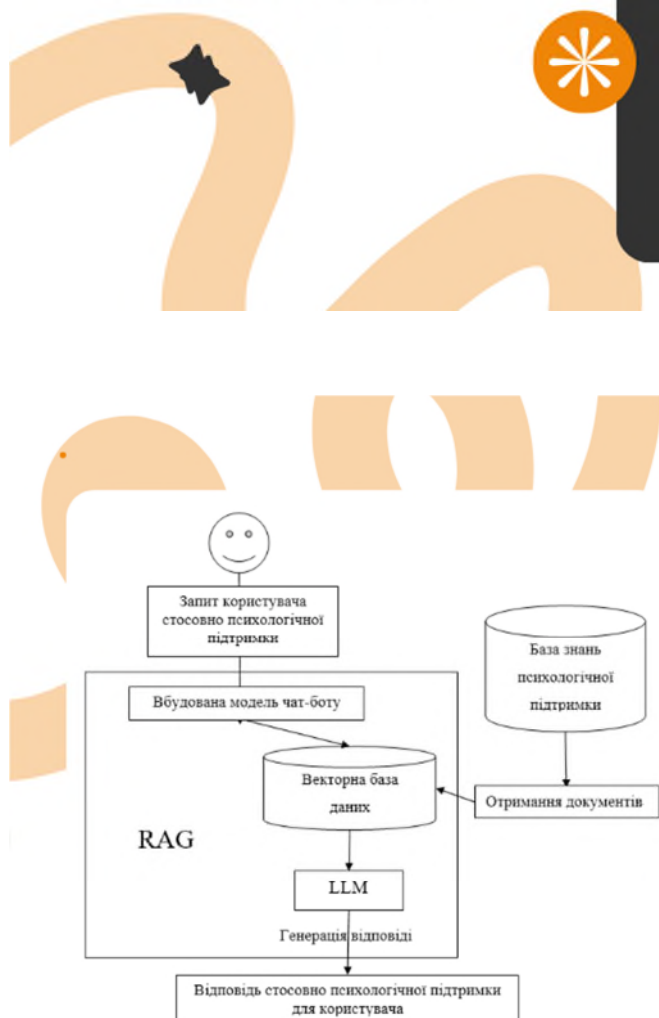 Запит користувача
стосовно психологічної
підтримки
База знань
психологічної
підтримки
Вбудована модель чат-боту
Векторна база
даних
Отримання документів
RAG
LLM
Генерація відповіді
Відповідь стосовно психологічної підтримки
для користувача